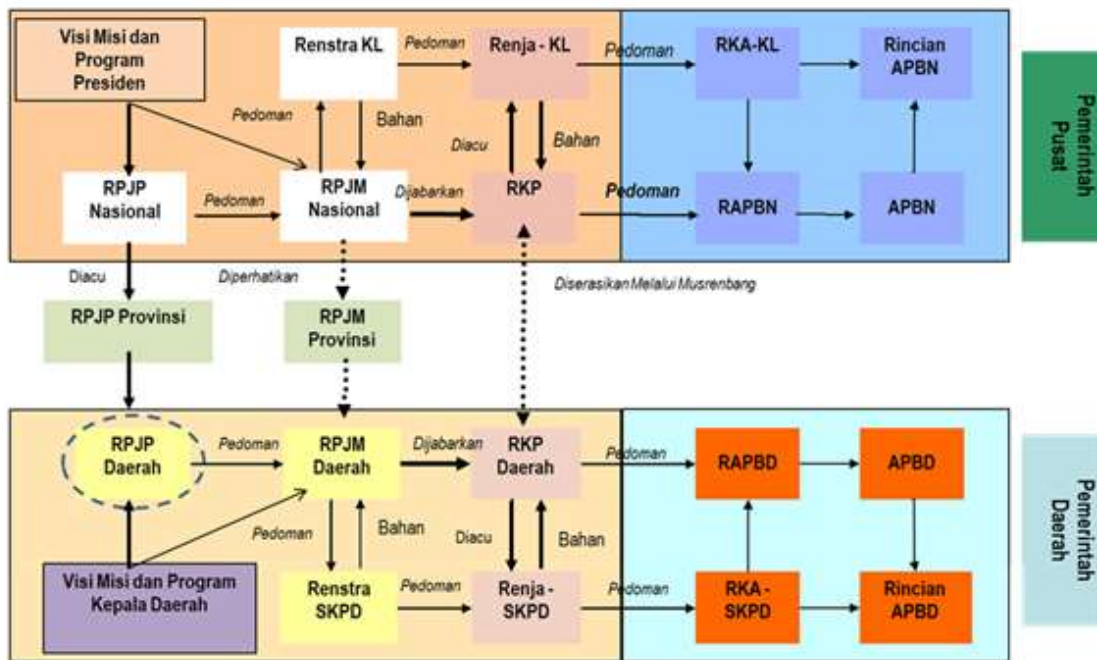 Visi Misi dan
Program
Presiden
Renstra KL
Pedoman
Renja - KL
Pedoman
RKA-KL
Rincian
APBN
Pedoman
Bahan
Diacu
Bahan
RPJP
Nasional
Pedoman
RPJM
Nasional
Dijabarkan
RKP
Pedoman
RAPBN
APBN
Pemerintah
Pusat
Diacu
Diperhatikan
Diserasikan Melalui Musrenbang
RPJP Provinsi
RPJM
Provinsi
RPJP
Daerah
Pedoman
RPJM
Daerah
Dijabarkan
RKP
Daerah
Pedoman
RAPBD
APBD
Pedoman
Bahan
Diacu
Bahan
Visi Misi dan Program
Kepala Daerah
Renstra
SKPD
Pedoman
Renja -
SKPD
Pedoman
RKA -
SKPD
Rincian
APBD
Pemerintah
Daerah